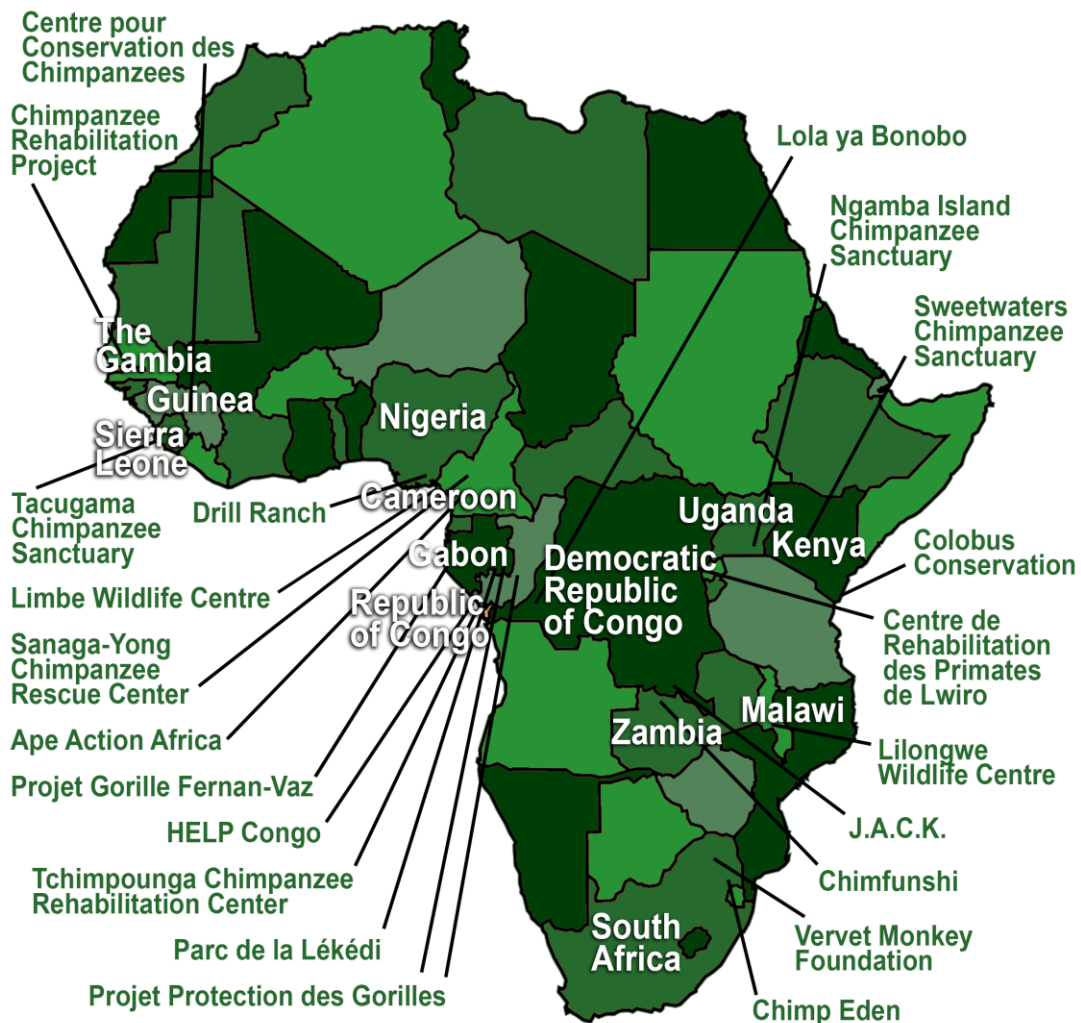 Centre pour
Conservation des
Chimpanzees
Chimpanzee
Rehabilitation
Project
Lola ya Bonobo
Ngamba Island
Chimpanzee
Sanctuary
Sweetwaters
Chimpanzee
Sanctuary
The
Gambia
Guinea
Sierra
Leone
Nigeria
Cameroon
Gabon
Republic
of Congo
Democratic
Republic
of Congo
Uganda
Kenya
Malawi
Zambia
South
Africa
Tacugama
Chimpanzee
Sanctuary
Drill Ranch
Limbe Wildlife Centre
Sanaga-Yong
Chimpanzee
Rescue Center
Ape Action Africa
Projet Gorille Fernan-Vaz
HELP Congo
Tchimpounga Chimpanzee
Rehabilitation Center
Parc de la Lékédi
Projet Protection des Gorilles
Colobus
Conservation
Centre de
Rehabilitation
des Primates
de Lwiro
Lilongwe
Wildlife Centre
J.A.C.K.
Chimfunshi
Vervet Monkey
Foundation
Chimp Eden